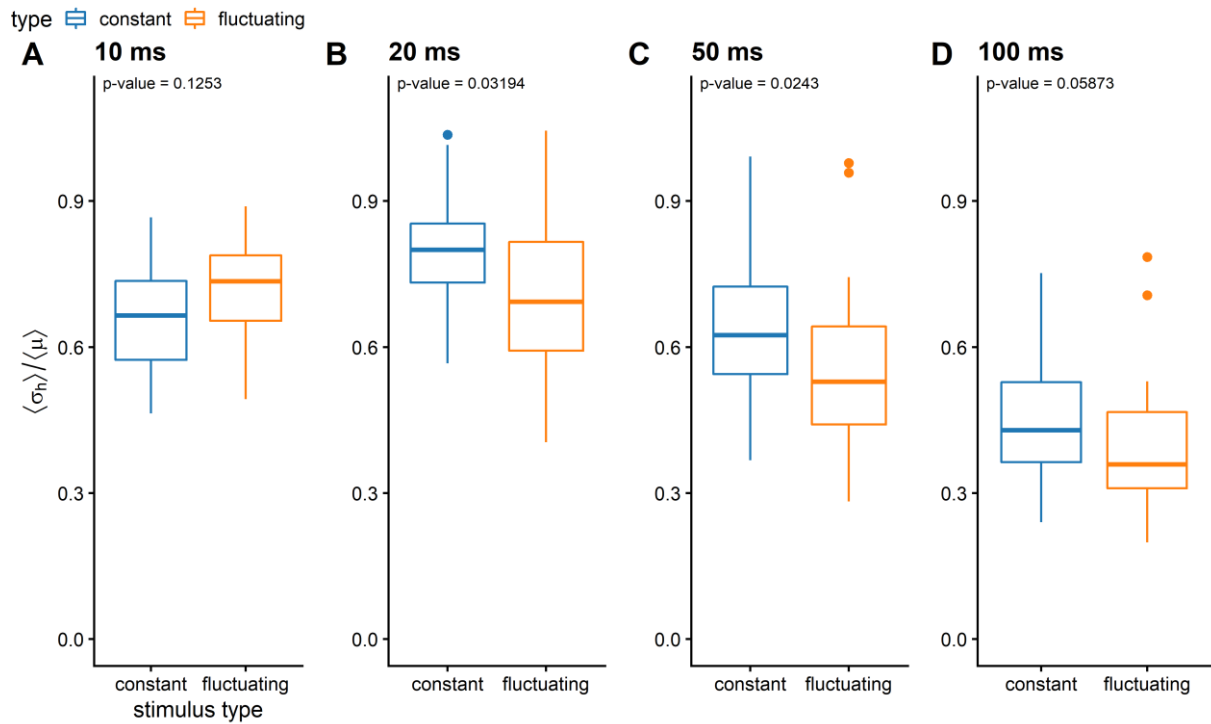 type constant fluctuating
A 10 ms
p-value = 0.1253
B 20 ms
p-value = 0.03194
C 50 ms
p-value = 0.0243
D 100 ms
p-value = 0.05873
⟨σh⟩/⟨μ⟩
0.9
0.6
0.3
0.0
constant fluctuating
stimulus type
0.9
0.6
0.3
0.0
constant fluctuating
0.9
0.6
0.3
0.0
constant fluctuating
0.9
0.6
0.3
0.0
constant fluctuating